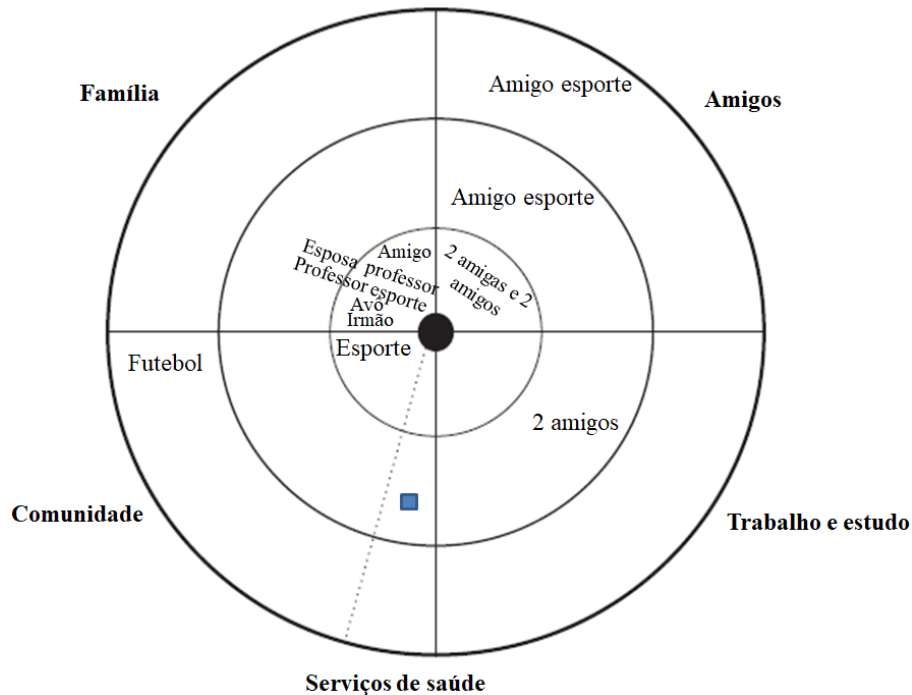 Família
Amigos
Amigo esporte
Amigo esporte
Amigo
Esposa professor
Professor esporte
Avô
Irmão
2 amigas e 2
amigos
Esporte
Futebol
2 amigos
Comunidade
Trabalho e estudo
Serviços de saúde